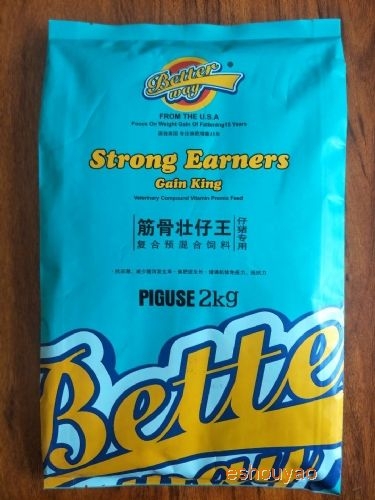 Better
way
FROM THE U.S.A
Focus On Weight Gain Of Fattening15 Years
Strong Earners
Gain King
Veterinary Compound Vitamin Premix Feed
筋骨壮仔王
复合预混合饲料
仔猪专用
PIGUSE 2kg
Bette
eshouyao